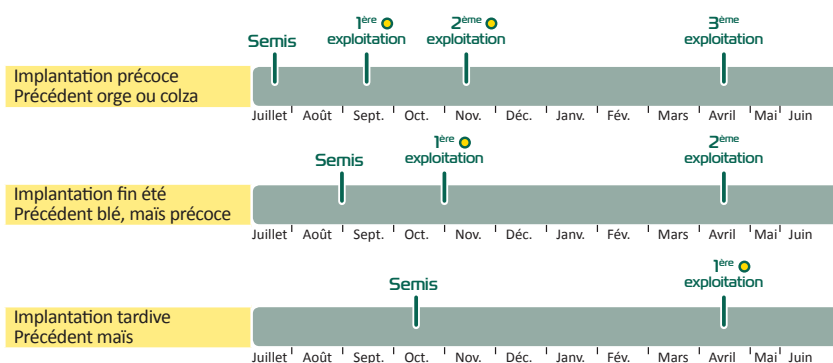 Semis
1ère exploitation
2ème exploitation
3ème exploitation
Implantation précoce
Précédent orge ou colza
Juillet Août Sept. Oct. Nov. Déc. Janv. Fév. Mars Avril Mai Juin
Semis
1ère exploitation
2ème exploitation
Implantation fin été
Précédent blé, maïs précoce
Juillet Août Sept. Oct. Nov. Déc. Janv. Fév. Mars Avril Mai Juin
Semis
1ère exploitation
Implantation tardive
Précédent maïs
Juillet Août Sept. Oct. Nov. Déc. Janv. Fév. Mars Avril Mai Juin